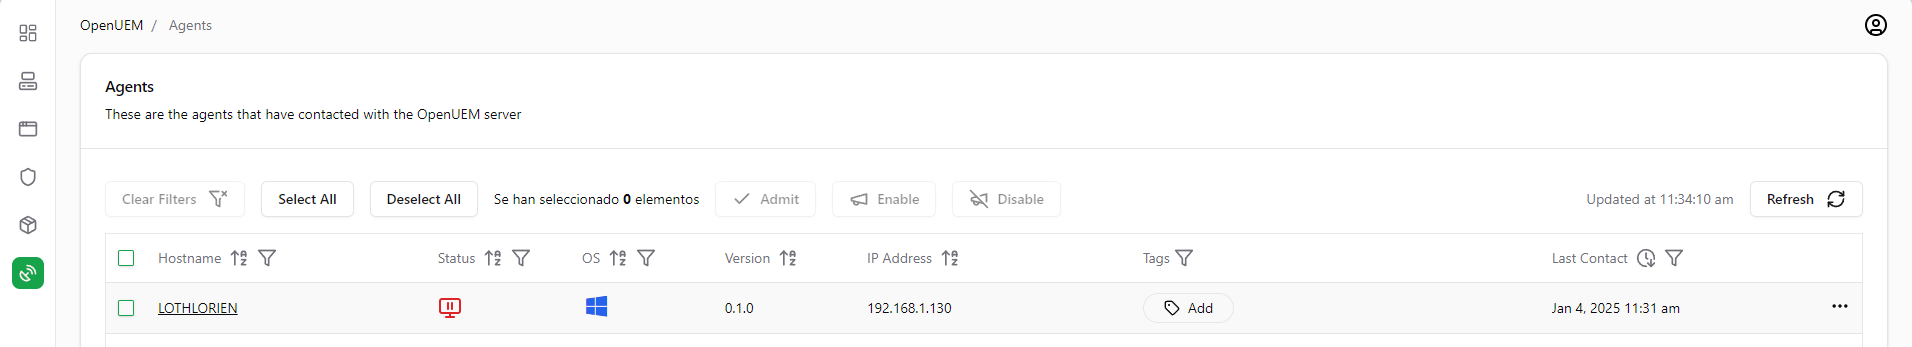 OpenUEM / Agents
Agents
These are the agents that have contacted with the OpenUEM server
Clear Filters Select All Deselect All Se han seleccionado 0 elementos Admit Enable Disable Updated at 11:34:10 am Refresh
Hostname Status OS Version IP Address Tags Last Contact
LOTHLORIEN 0.1.0 192.168.1.130 Add Jan 4, 2025 11:31 am